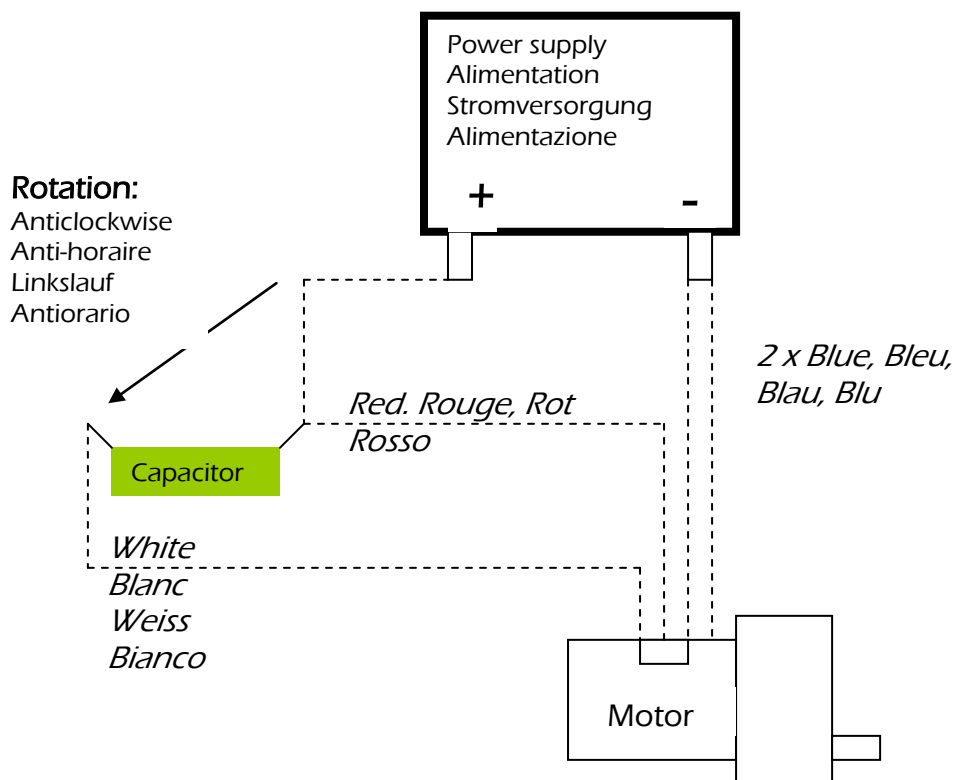 Power supply
Alimentation
Stromversorgung
Alimentazione
+ -
Rotation:
Anticlockwise
Anti-horaire
Linkslauf
Antiorario
2 x Blue, Bleu,
Blau, Blu
Red. Rouge, Rot
Rosso
Capacitor
White
Blanc
Weiss
Bianco
Motor